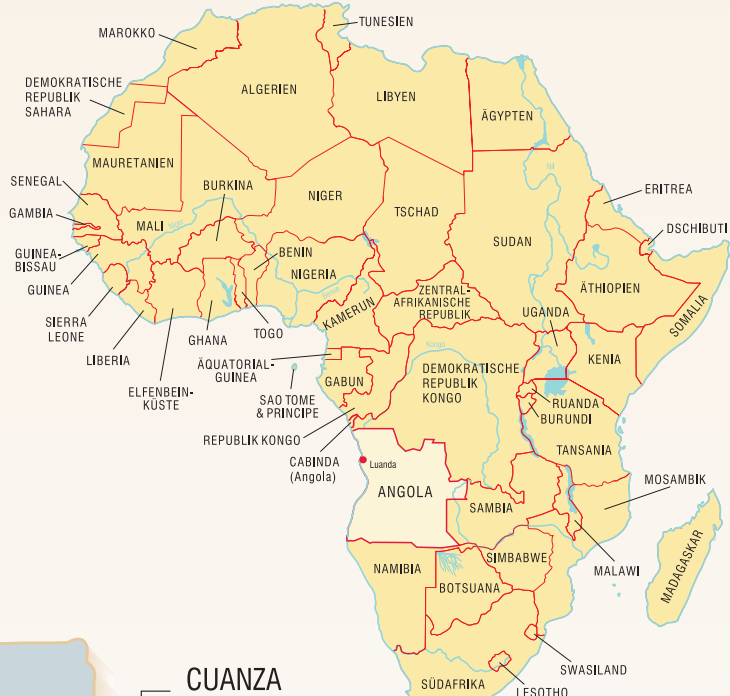 TUNESIEN
MAROKKO
DEMOKRATISCHE
REPUBLIK
SAHARA
ALGERIEN
LIBYEN
ÄGYPTEN
MAURETANIEN
Nil
SENEGAL
BURKINA
NIGER
ERITREA
GAMBIA
MALI
Niger
TSCHAD
DSCHIBUTI
SUDAN
GUINEA-
BISSAU
BENIN
NIGERIA
GUINEA
ÄTHIOPIEN
SOMALIA
SIERRA
LEONE
KAMERUN
ZENTRAL-
AFRIKANISCHE
REPUBLIK
UGANDA
LIBERIA
GHANA
TOGO
Kongo
ÄQUATORIAL-
GUINEA
KENIA
ELFENBEIN-
KÜSTE
GABUN
DEMOKRATISCHE
REPUBLIK
KONGO
SAO TOME
& PRINCIPE
RUANDA
BURUNDI
REPUBLIK KONGO
TANSANIA
CABINDA
(Angola)
Luanda
MOSAMBIK
ANGOLA
SAMBIA
MADAGASKAR
SIMBABWE
MALAWI
NAMIBIA
BOTSUANA
SWASILAND
CUANZA
SÜDAFRIKA
LESOTHO